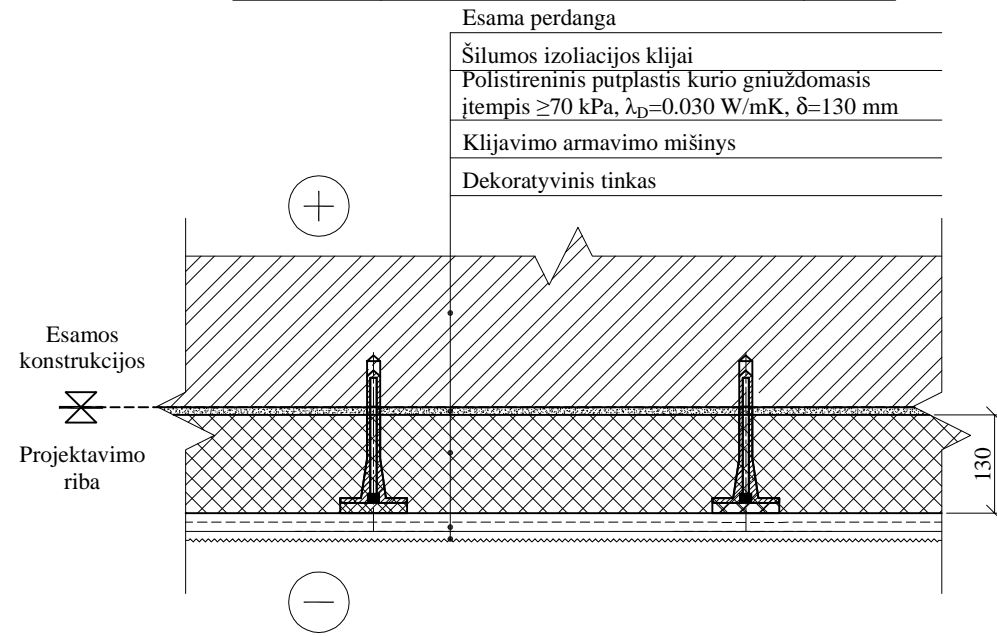 Esama perdanga
Šilumos izoliacijos klijai
Polistireninis putplastis kurio gniuždomasis
įtempis ≥70 kPa, λD=0.030 W/mK, δ=130 mm
Klijavimo armavimo mišinys
Dekoratyvinis tinkas
+
Esamos
konstrukcijos
Projektavimo
riba
130
−